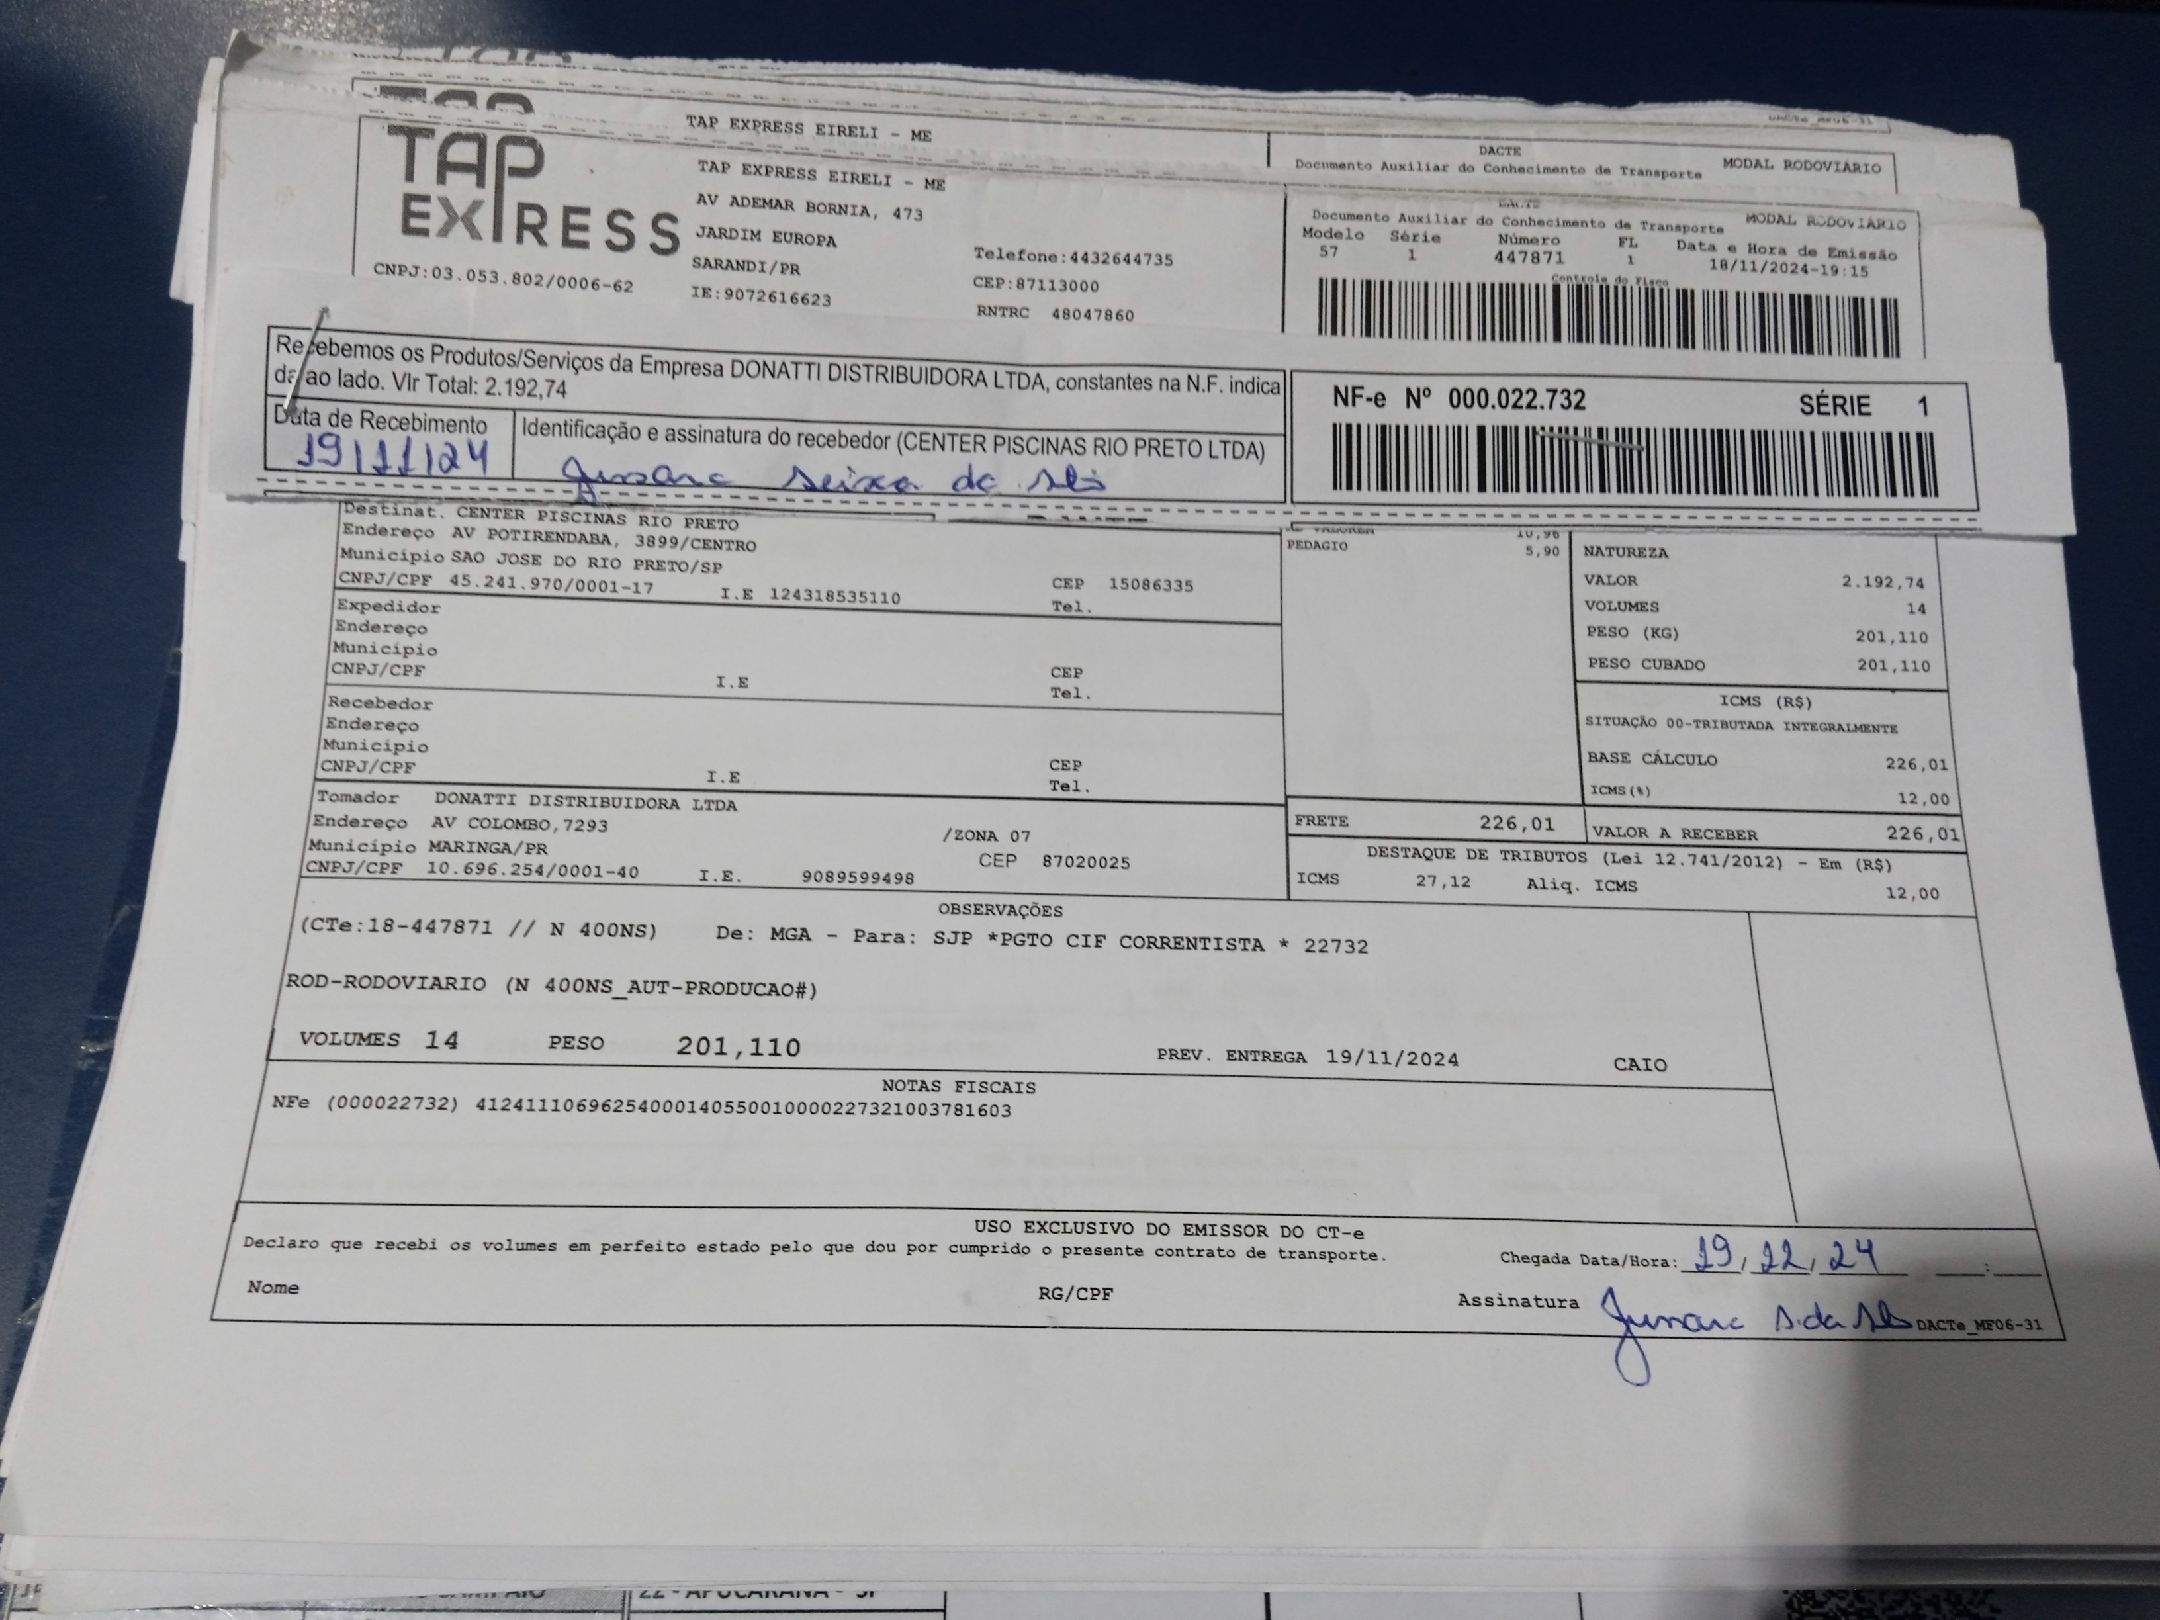 TAP EXPRESS EIRELI - ME
DACTE
Documento Auxiliar do Conhecimento de Transporte MODAL RODOVIÁRIO
TAP EXPRESS
CNPJ:03.053.802/0006-62
TAP EXPRESS EIRELI - ME
AV ADEMAR BORNIA, 473
JARDIM EUROPA
SARANDI/PR
IE:9072616623
Telefone:4432644735
CEP:87113000
RNTRC 48047860
DACTE
Documento Auxiliar do Conhecimento de Transporte MODAL RODOVIÁRIO
Modelo Série Número FL Data e Hora de Emissão
57 1 447871 1 18/11/2024-19:15
Controle do Fisco
Recebemos os Produtos/Serviços da Empresa DONATTI DISTRIBUIDORA LTDA, constantes na N.F. indica
da ao lado. Vlr Total: 2.192,74
Data de Recebimento
19/11/24
Identificação e assinatura do recebedor (CENTER PISCINAS RIO PRETO LTDA)
NF-e Nº 000.022.732 SÉRIE 1
Destinat. CENTER PISCINAS RIO PRETO
Endereço AV POTIRENDABA, 3899/CENTRO
Município SAO JOSE DO RIO PRETO/SP
CNPJ/CPF 45.241.970/0001-17 I.E 124318535110 CEP 15086335
Tel.
Expedidor
Endereço
Município
CNPJ/CPF I.E CEP
Tel.
Recebedor
Endereço
Município
CNPJ/CPF I.E CEP
Tel.
Tomador DONATTI DISTRIBUIDORA LTDA
Endereço AV COLOMBO,7293 /ZONA 07
Município MARINGA/PR CEP 87020025
CNPJ/CPF 10.696.254/0001-40 I.E. 9089599498
10,96
PEDAGIO 5,90
NATUREZA
VALOR 2.192,74
VOLUMES 14
PESO (KG) 201,110
PESO CUBADO 201,110
ICMS (R$)
SITUAÇÃO 00-TRIBUTADA INTEGRALMENTE
BASE CÁLCULO 226,01
ICMS(%) 12,00
FRETE 226,01 VALOR A RECEBER 226,01
DESTAQUE DE TRIBUTOS (Lei 12.741/2012) - Em (R$)
ICMS 27,12 Aliq. ICMS 12,00
OBSERVAÇÕES
(CTe:18-447871 // N 400NS) De: MGA - Para: SJP *PGTO CIF CORRENTISTA * 22732
ROD-RODOVIARIO (N 400NS_AUT-PRODUCAO#)
VOLUMES 14 PESO 201,110 PREV. ENTREGA 19/11/2024 CAIO
NOTAS FISCAIS
NFe (000022732) 41241110696254000140550010000227321003781603
USO EXCLUSIVO DO EMISSOR DO CT-e
Declaro que recebi os volumes em perfeito estado pelo que dou por cumprido o presente contrato de transporte.
Chegada Data/Hora: 19/11/24 :
Nome RG/CPF Assinatura
DACTe_MF06-31